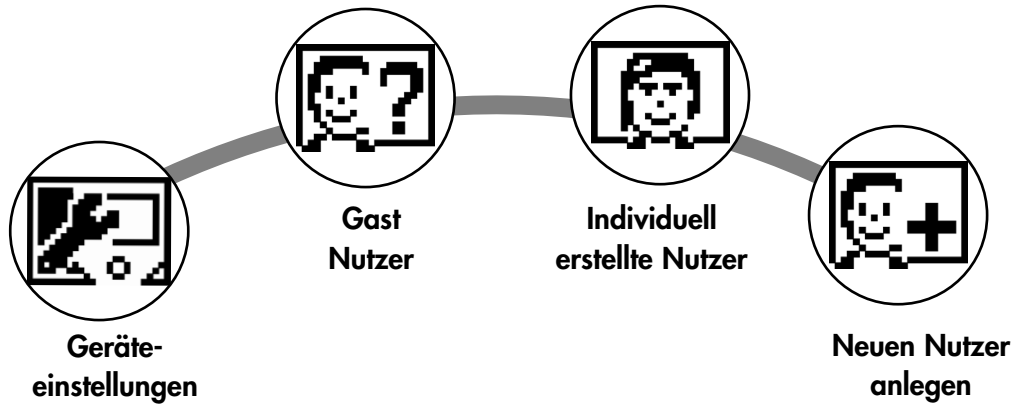 Gast
Nutzer
Individuell
erstellte Nutzer
Geräte-
einstellungen
Neuen Nutzer
anlegen